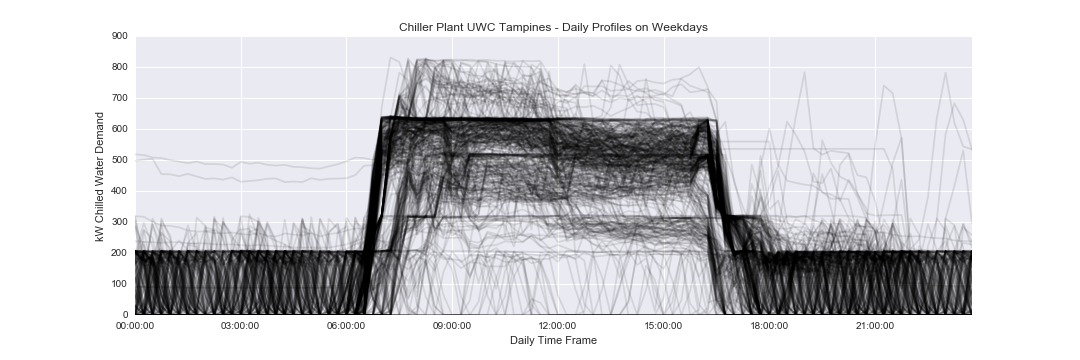 Chiller Plant UWC Tampines - Daily Profiles on Weekdays
kW Chilled Water Demand
900
800
700
600
500
400
300
200
100
0
00:00:00 03:00:00 06:00:00 09:00:00 12:00:00 15:00:00 18:00:00 21:00:00
Daily Time Frame